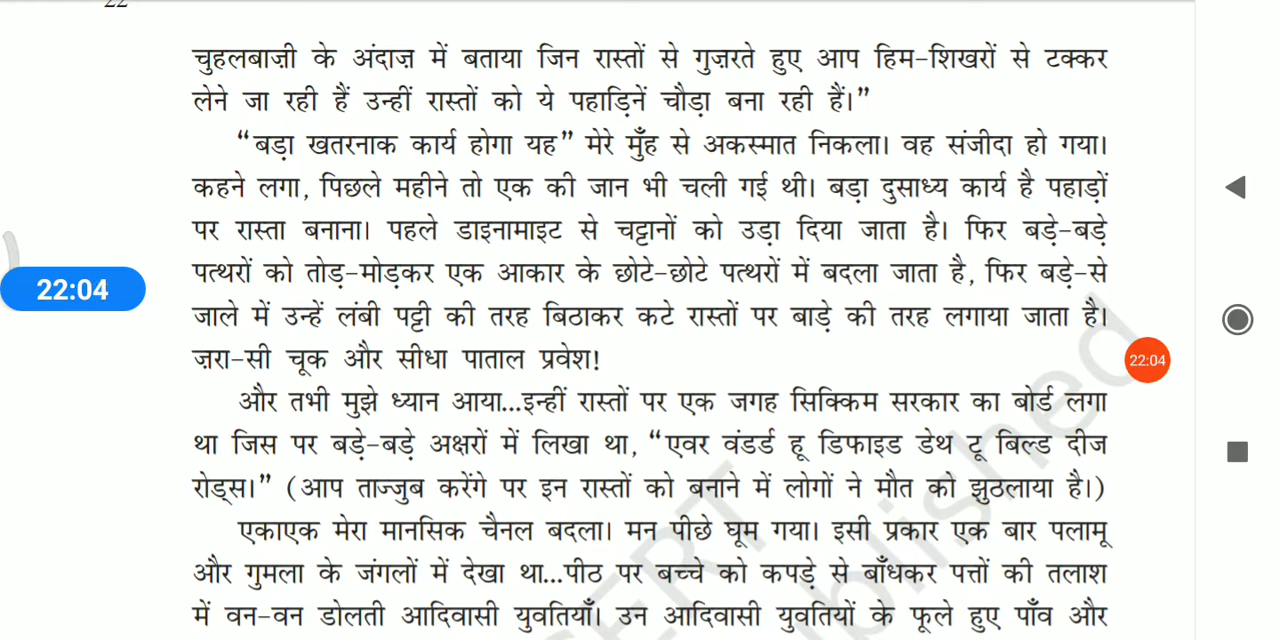 22
चुहलबाज़ी के अंदाज़ में बताया जिन रास्तों से गुज़रते हुए आप हिम-शिखरों से टक्कर
लेने जा रही हैं उन्हीं रास्तों को ये पहाड़िनें चौड़ा बना रही हैं।”
“बड़ा खतरनाक कार्य होगा यह” मेरे मुँह से अकस्मात निकला। वह संजीदा हो गया।
कहने लगा, पिछले महीने तो एक की जान भी चली गई थी। बड़ा दुसाध्य कार्य है पहाड़ों
पर रास्ता बनाना। पहले डाइनामाइट से चट्टानों को उड़ा दिया जाता है। फिर बड़े-बड़े
पत्थरों को तोड़-मोड़कर एक आकार के छोटे-छोटे पत्थरों में बदला जाता है, फिर बड़े-से
22:04
जाले में उन्हें लंबी पट्टी की तरह बिठाकर कटे रास्तों पर बाड़े की तरह लगाया जाता है।
ज़रा-सी चूक और सीधा पाताल प्रवेश!
22:04
और तभी मुझे ध्यान आया...इन्हीं रास्तों पर एक जगह सिक्किम सरकार का बोर्ड लगा
था जिस पर बड़े-बड़े अक्षरों में लिखा था, “एवर वंडर्ड हू डिफाइड डेथ टू बिल्ड दीज
रोड्स।” (आप ताज्जुब करेंगे पर इन रास्तों को बनाने में लोगों ने मौत को झुठलाया है।)
एकाएक मेरा मानसिक चैनल बदला। मन पीछे घूम गया। इसी प्रकार एक बार पलामू
और गुमला के जंगलों में देखा था...पीठ पर बच्चे को कपड़े से बाँधकर पत्तों की तलाश
में वन-वन डोलती आदिवासी युवतियाँ। उन आदिवासी युवतियों के फूले हुए पाँव और